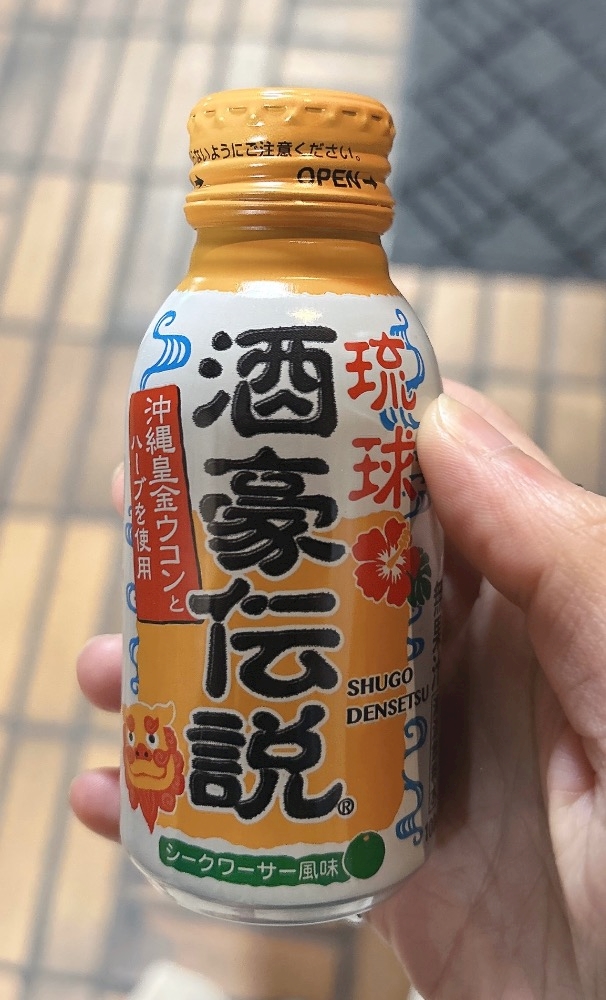 ないようにご注意ください。
OPEN→
琉球
酒豪伝説®
沖縄皇金ウコンと
ハーブを使用
SHUGO
DENSETSU
シークワーサー風味